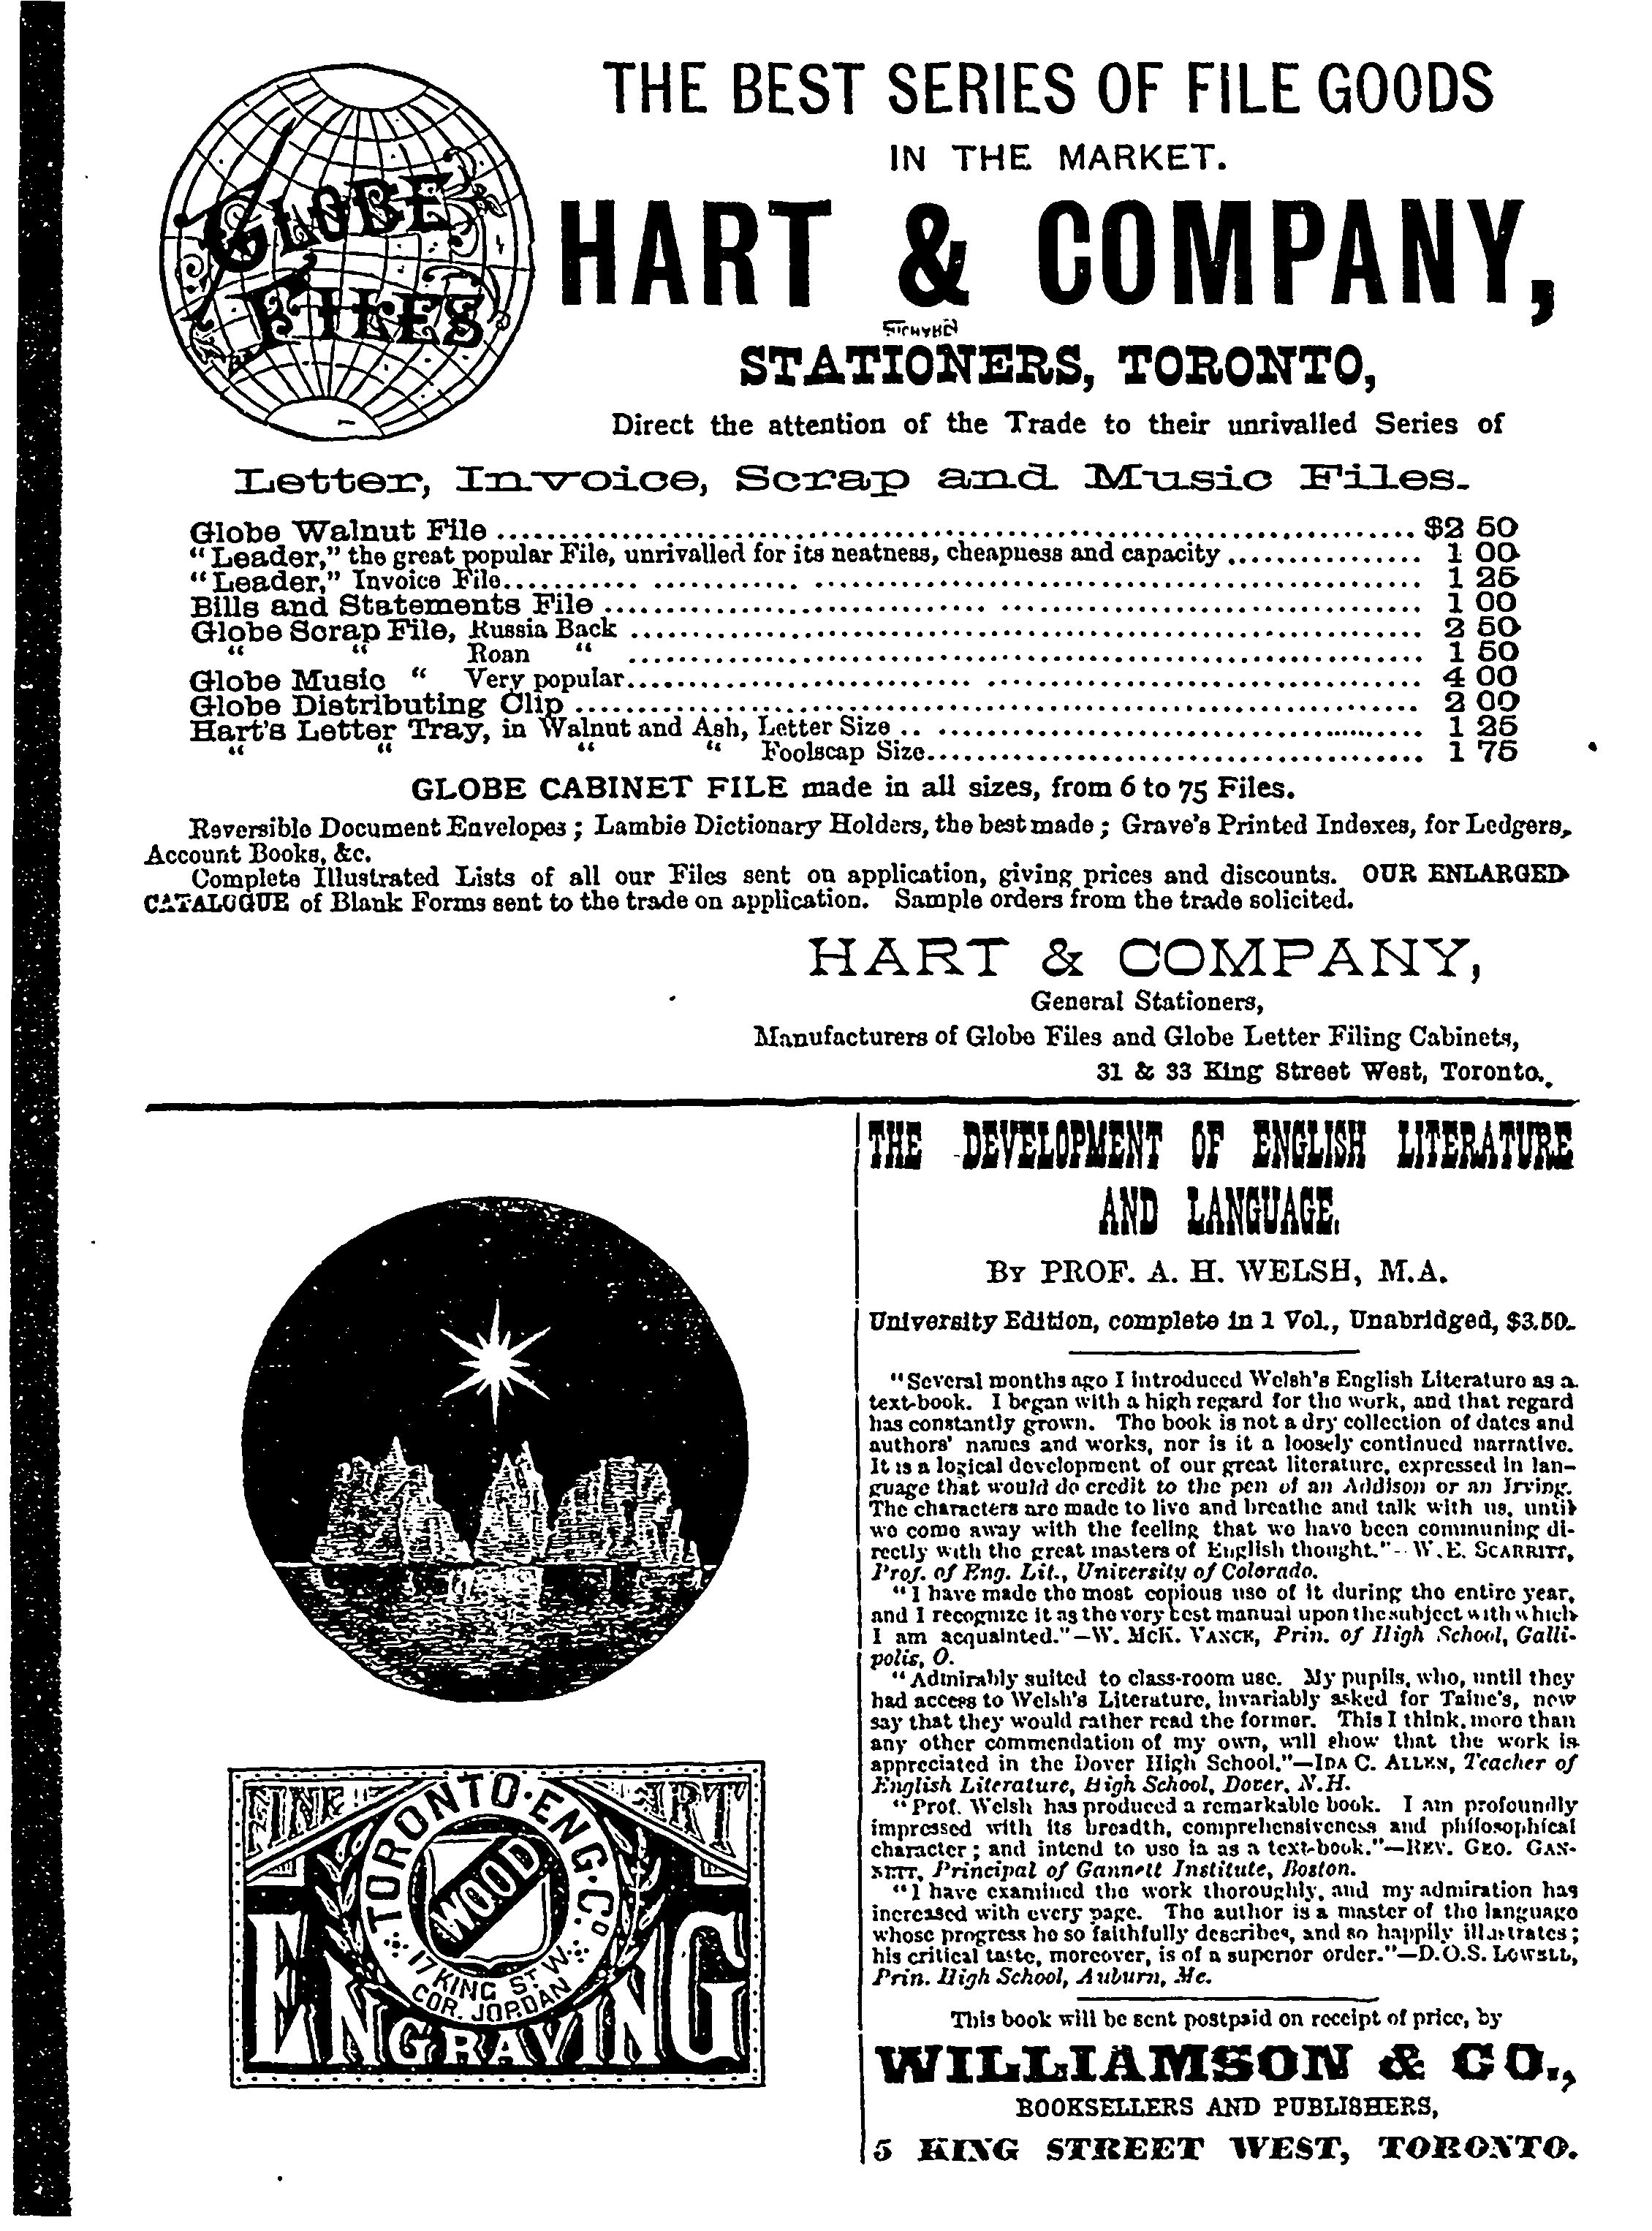 GLOBE
FILES
THE BEST SERIES OF FILE GOODS
IN THE MARKET.
HART & COMPANY,
STATIONERS, TORONTO,
Direct the attention of the Trade to their unrivalled Series of
Letter, Invoice, Scrap and Music Files.
Globe Walnut File ........ $2 50
"Leader," the great popular File, unrivalled for its neatness, cheapness and capacity ........ 1 00
"Leader," Invoice File ........ 1 25
Bills and Statements File ........ 1 00
Globe Scrap File, Russia Back ........ 2 50
" " Roan " ........ 1 50
Globe Music " Very popular ........ 4 00
Globe Distributing Clip ........ 2 00
Hart's Letter Tray, in Walnut and Ash, Letter Size ........ 1 25
" " " " Foolscap Size ........ 1 75
GLOBE CABINET FILE made in all sizes, from 6 to 75 Files.
Reversible Document Envelopes; Lambie Dictionary Holders, the best made; Grave's Printed Indexes, for Ledgers,
Account Books, &c.
Complete Illustrated Lists of all our Files sent on application, giving prices and discounts. OUR ENLARGED
CATALOGUE of Blank Forms sent to the trade on application. Sample orders from the trade solicited.
HART & COMPANY,
General Stationers,
Manufacturers of Globe Files and Globe Letter Filing Cabinets,
31 & 33 King Street West, Toronto.
FINE ART
TORONTO ENG. Co
WOOD
17 KING ST. W.
COR. JORDAN
ENGRAVING
THE DEVELOPMENT OF ENGLISH LITERATURE
AND LANGUAGE.
By PROF. A. H. WELSH, M.A.
University Edition, complete in 1 Vol., Unabridged, $3.50.
"Several months ago I introduced Welsh's English Literature as a
text-book. I began with a high regard for the work, and that regard
has constantly grown. The book is not a dry collection of dates and
authors' names and works, nor is it a loosely continued narrative.
It is a logical development of our great literature, expressed in lan-
guage that would do credit to the pen of an Addison or an Irving.
The characters are made to live and breathe and talk with us, until
we come away with the feeling that we have been communing di-
rectly with the great masters of English thought."--W. E. SCARRITT,
Prof. of Eng. Lit., University of Colorado.
"I have made the most copious use of it during the entire year,
and I recognize it as the very best manual upon the subject with which
I am acquainted."—W. McK. VANCK, Prin. of High School, Galli-
polis, O.
"Admirably suited to class-room use. My pupils, who, until they
had access to Welsh's Literature, invariably asked for Taine's, now
say that they would rather read the former. This I think, more than
any other commendation of my own, will show that the work is
appreciated in the Dover High School."—IDA C. ALLEN, Teacher of
English Literature, High School, Dover, N.H.
"Prof. Welsh has produced a remarkable book. I am profoundly
impressed with its breadth, comprehensiveness and philosophical
character; and intend to use is as a text-book."—REV. GEO. GAN-
NETT, Principal of Gannett Institute, Boston.
"I have examined the work thoroughly, and my admiration has
increased with every page. The author is a master of the language
whose progress he so faithfully describes, and so happily illustrates;
his critical taste, moreover, is of a superior order."—D.O.S. LOWELL,
Prin. High School, Auburn, Me.
This book will be sent postpaid on receipt of price, by
WILLIAMSON & CO.,
BOOKSELLERS AND PUBLISHERS,
5 KING STREET WEST, TORONTO.